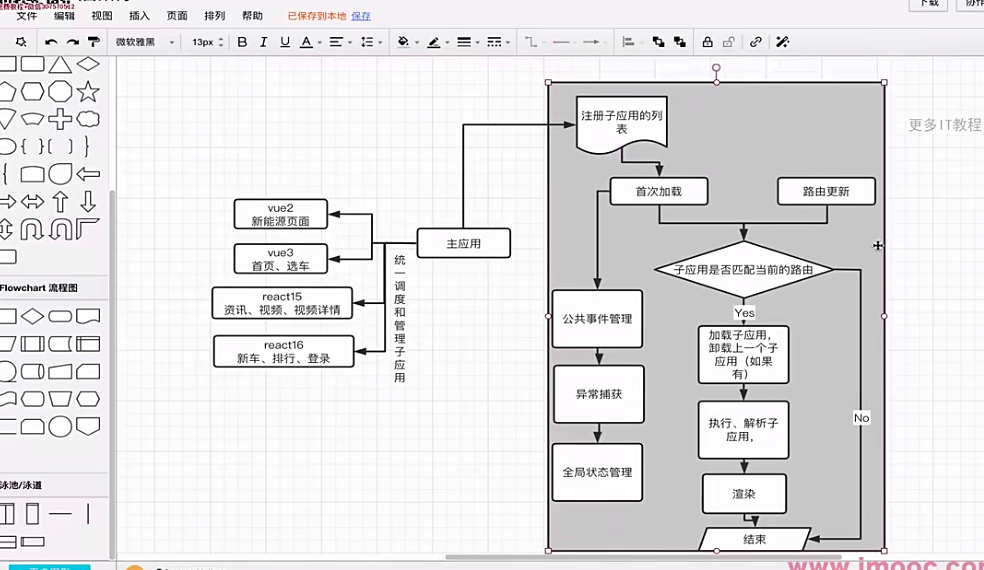 文件 编辑 视图 插入 页面 排列 帮助 已保存到本地 保存
下载
微软雅黑 13px B I U A
更多IT教程
注册子应用的列
表
首次加载
路由更新
vue2
新能源页面
主应用
vue3
首页、选车
统一调度和管理子应用
子应用是否匹配当前的路由
react15
资讯、视频、视频详情
Yes
No
react16
新车、排行、登录
公共事件管理
加载子应用，
卸载上一个子
应用（如果
有）
异常捕获
执行、解析子
应用，
全局状态管理
渲染
结束
Flowchart 流程图
泳池/泳道
www.imooc.com